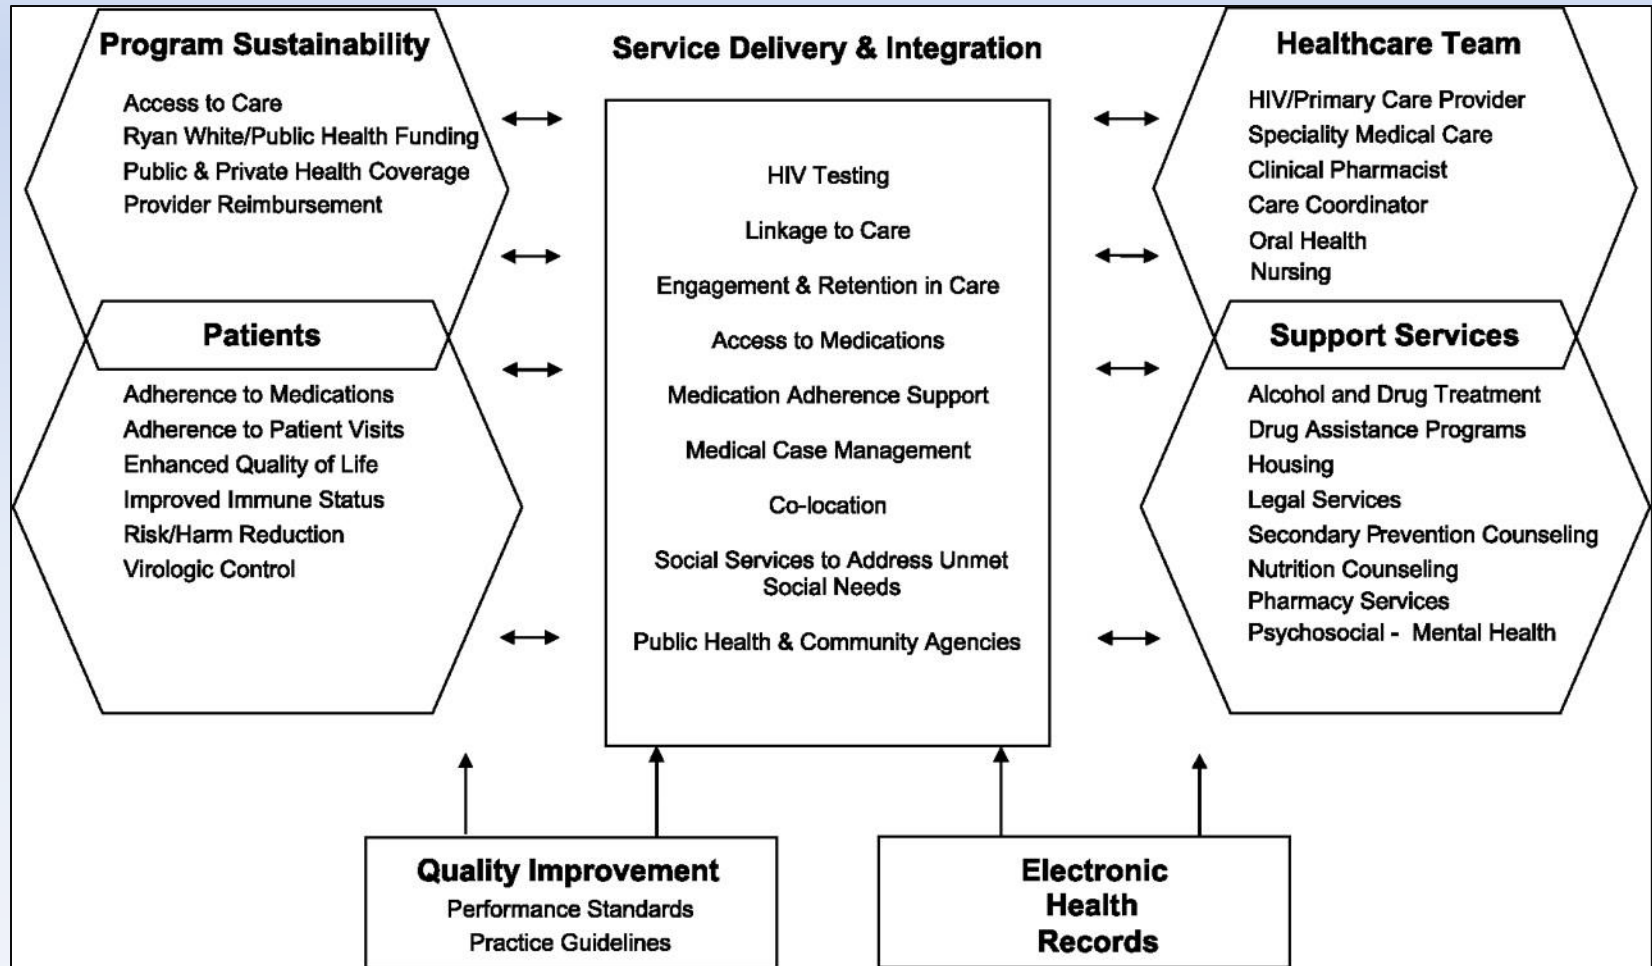 Program Sustainability
Access to Care
Ryan White/Public Health Funding
Public & Private Health Coverage
Provider Reimbursement
Patients
Adherence to Medications
Adherence to Patient Visits
Enhanced Quality of Life
Improved Immune Status
Risk/Harm Reduction
Virologic Control
Service Delivery & Integration
HIV Testing
Linkage to Care
Engagement & Retention in Care
Access to Medications
Medication Adherence Support
Medical Case Management
Co-location
Social Services to Address Unmet
Social Needs
Public Health & Community Agencies
Healthcare Team
HIV/Primary Care Provider
Speciality Medical Care
Clinical Pharmacist
Care Coordinator
Oral Health
Nursing
Support Services
Alcohol and Drug Treatment
Drug Assistance Programs
Housing
Legal Services
Secondary Prevention Counseling
Nutrition Counseling
Pharmacy Services
Psychosocial - Mental Health
Quality Improvement
Performance Standards
Practice Guidelines
Electronic
Health
Records